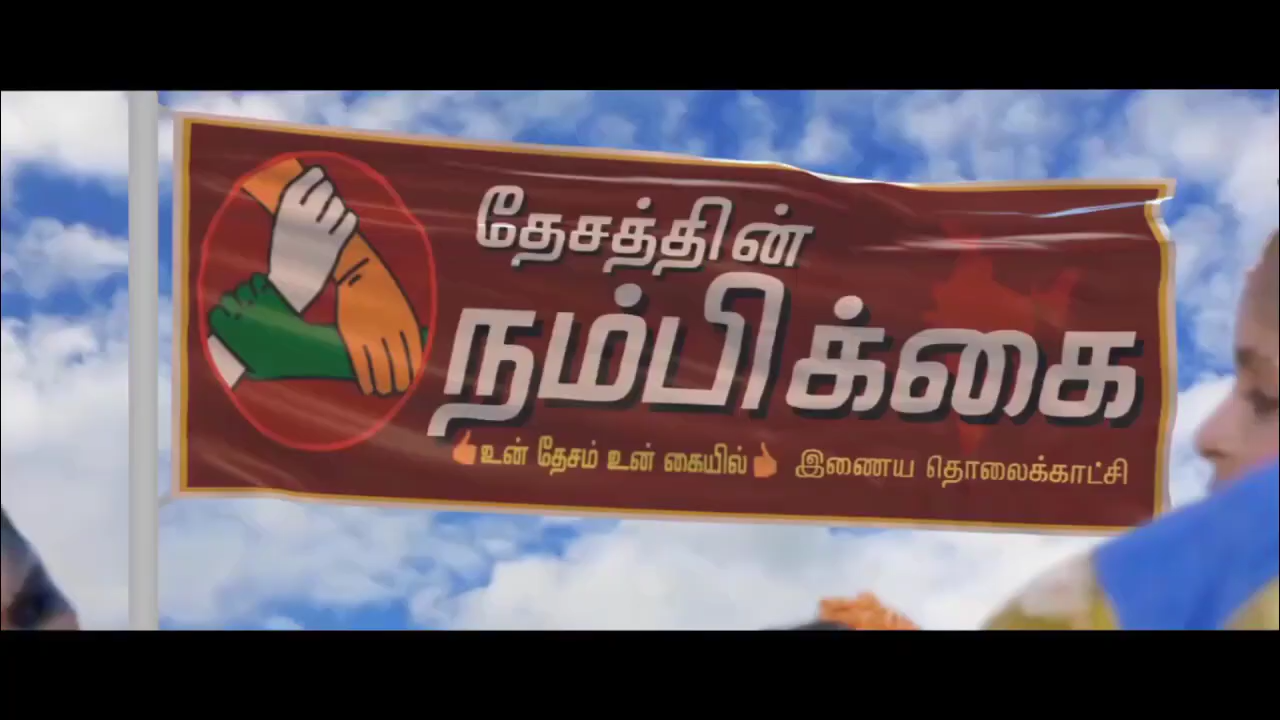 தேசத்தின்
நம்பிக்கை
உன் தேசம் உன் கையில் இணைய தொலைக்காட்சி